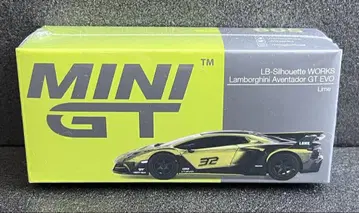 MINI
GT
TM
LB-Silhouette WORKS
Lamborghini Aventador GT EVO
Lime
32